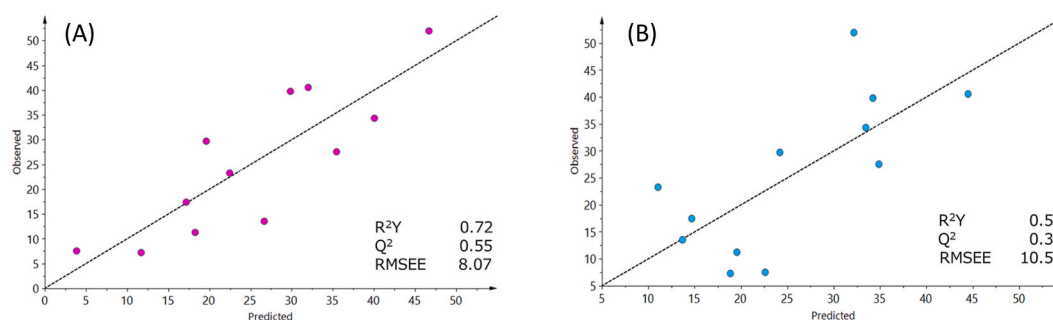 (A)
Observed
50
45
40
35
30
25
20
15
10
5
0
0 5 10 15 20 25 30 35 40 45 50
Predicted
R²Y 0.72
Q² 0.55
RMSEE 8.07
(B)
Observed
50
45
40
35
30
25
20
15
10
5
5 10 15 20 25 30 35 40 45 50
Predicted
R²Y 0.5
Q² 0.3
RMSEE 10.5